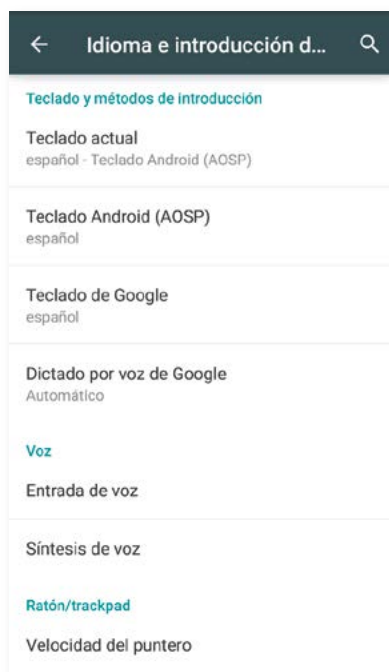 Idioma e introducción d...
Teclado y métodos de introducción
Teclado actual
español - Teclado Android (AOSP)
Teclado Android (AOSP)
español
Teclado de Google
español
Dictado por voz de Google
Automático
Voz
Entrada de voz
Síntesis de voz
Ratón/trackpad
Velocidad del puntero